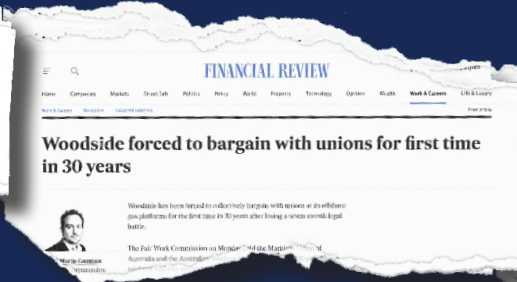 FINANCIAL REVIEW
Home Companies Markets Street Talk Politics Policy World Property Technology Opinion Wealth Work & Careers Life & Luxury
Work & Careers Workplace Industrial relations
Print article
Woodside forced to bargain with unions for first time
in 30 years
Woodside has been forced to collectively bargain with unions at its offshore
gas platforms for the first time in 30 years after losing a seven-month legal
battle.
The Fair Work Commission on Monday
Australia and the Australian